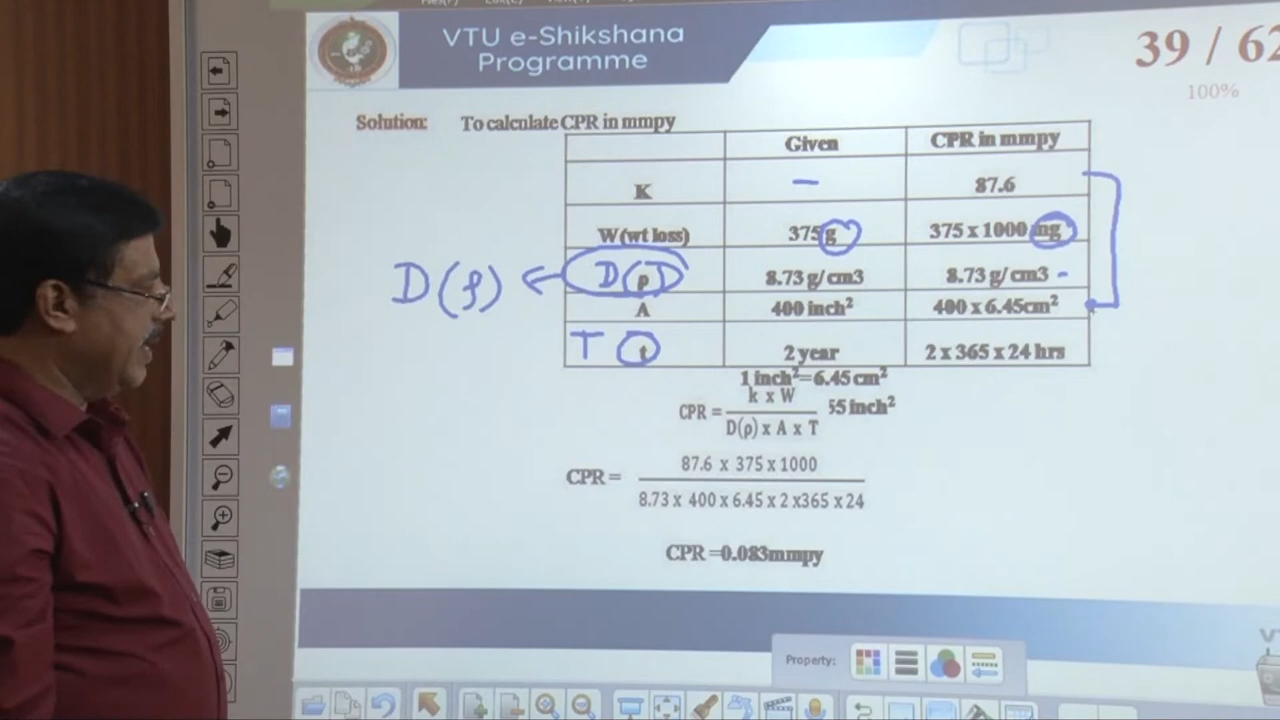 VTU e-Shikshana
Programme
39 / 62
100%
Solution: To calculate CPR in mmpy
Given CPR in mmpy
K — 87.6
W (wt loss) 375 g 375 x 1000 mg
D(ρ) ← D(ρ) 8.73 g/cm3 8.73 g/cm3 -
A 400 inch² 400 x 6.45cm²
T t 2 year 2 x 365 x 24 hrs
1 inch²=6.45 cm²
CPR = k x W / D(ρ) x A x T 55 inch²
CPR = 87.6 x 375 x 1000 / 8.73 x 400 x 6.45 x 2 x365 x 24
CPR =0.083mmpy
Property: